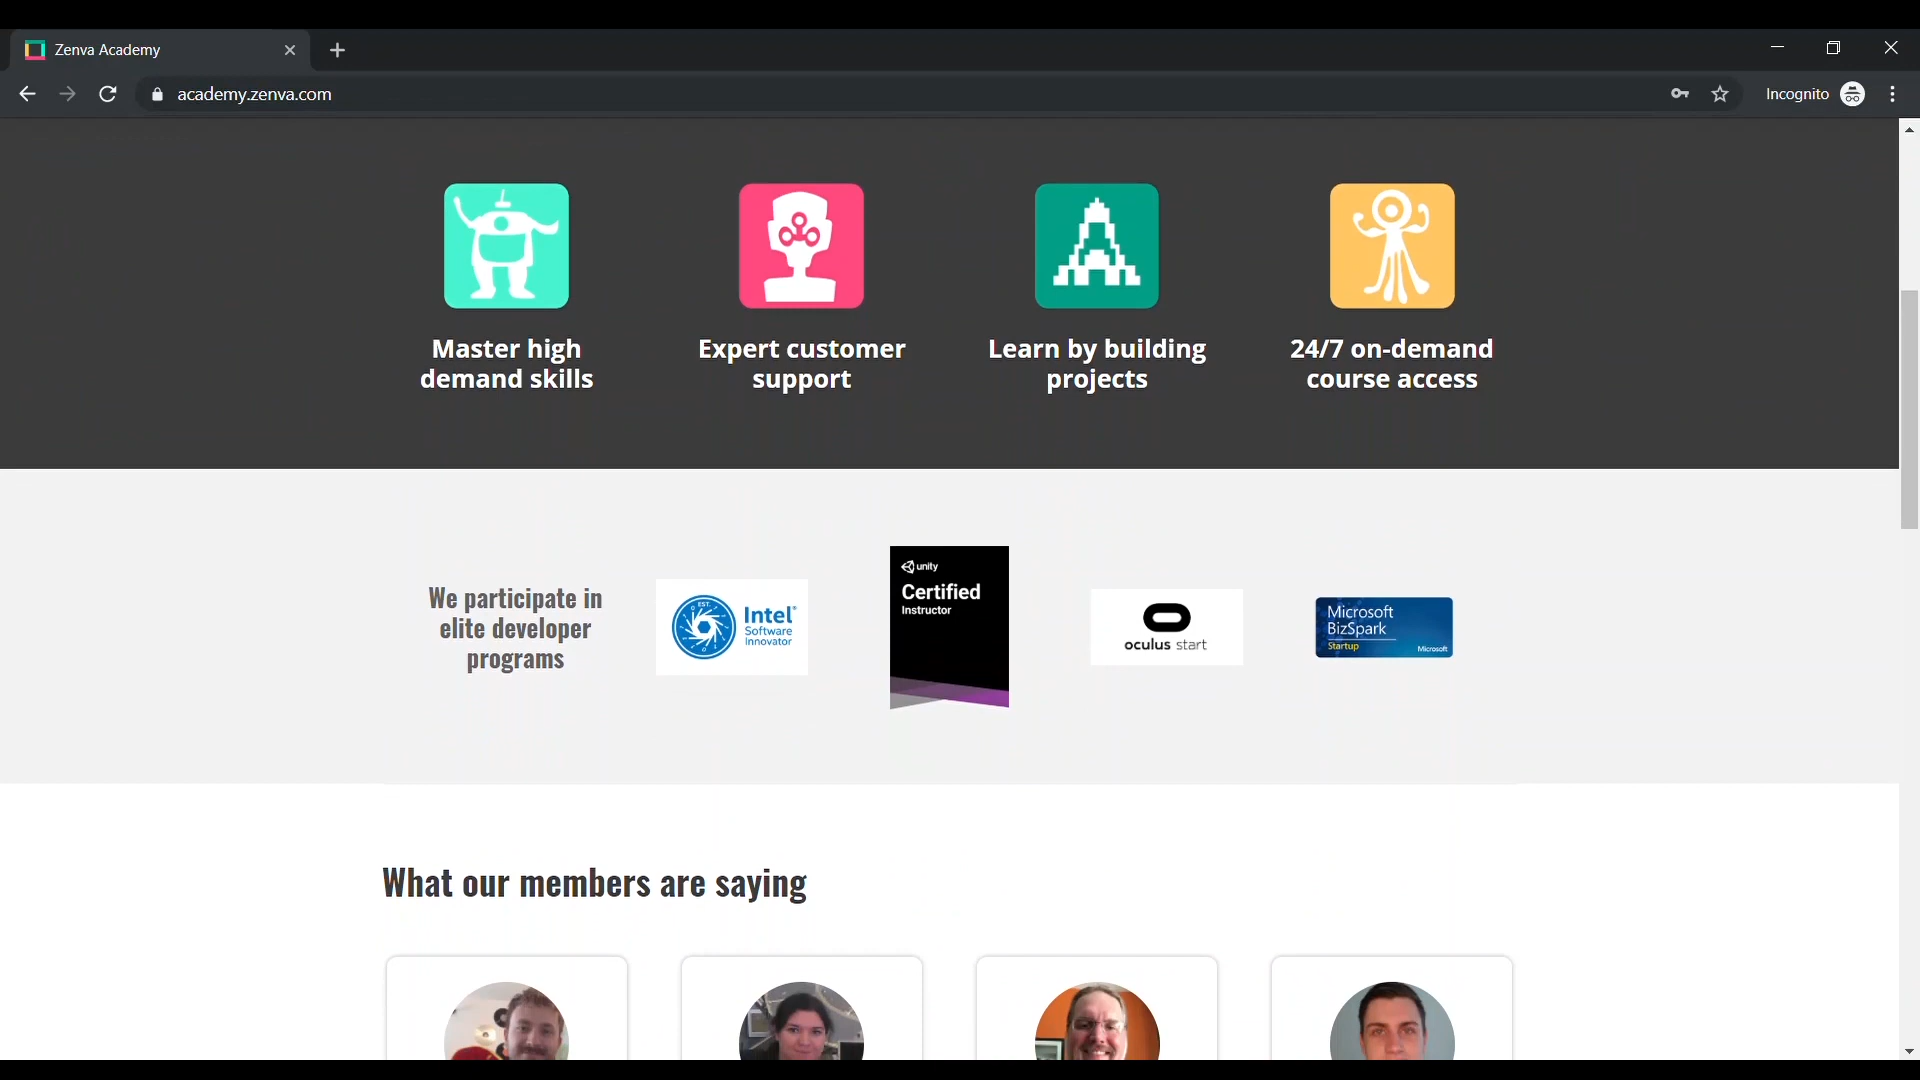 Zenva Academy
academy.zenva.com
Incognito
Master high
demand skills
Expert customer
support
Learn by building
projects
24/7 on-demand
course access
We participate in
elite developer
programs
EST.
Intel®
Software
Innovator
unity
Certified
Instructor
oculus start
Microsoft
BizSpark
Startup
Microsoft
What our members are saying